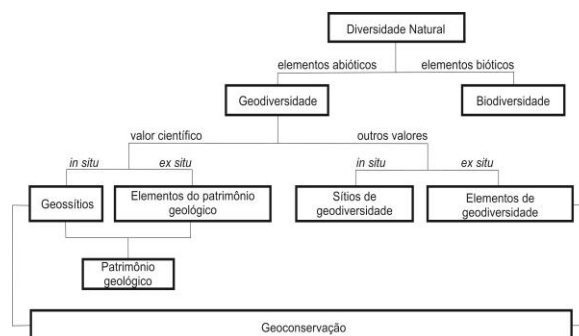 Diversidade Natural
elementos abióticos
elementos bióticos
Geodiversidade
Biodiversidade
valor científico
outros valores
in situ
ex situ
in situ
ex situ
Geossítios
Elementos do patrimônio
geológico
Sítios de
geodiversidade
Elementos de
geodiversidade
Patrimônio
geológico
Geoconservação